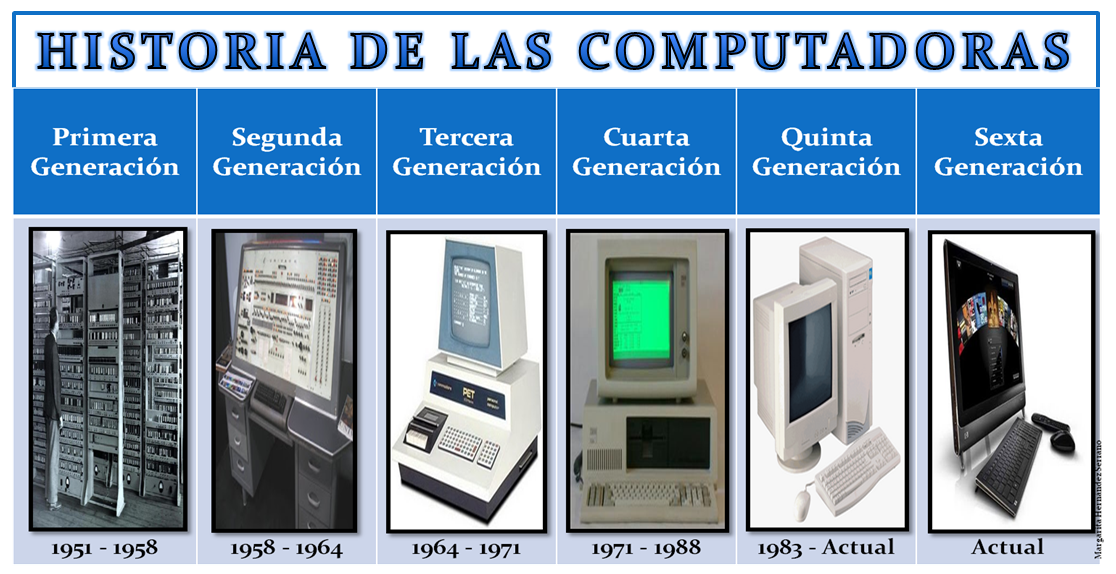 HISTORIA DE LAS COMPUTADORAS
Primera
Generación
Segunda
Generación
Tercera
Generación
Cuarta
Generación
Quinta
Generación
Sexta
Generación
PET
1951 - 1958
1958 - 1964
1964 - 1971
1971 - 1988
1983 - Actual
Actual
Margarita Hernández Serrano